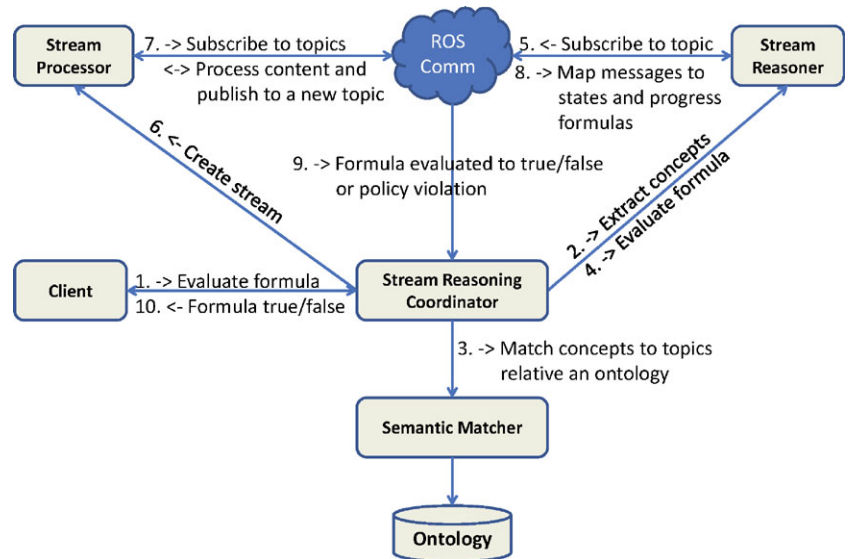 Stream
Processor
7. -> Subscribe to topics
<-> Process content and
publish to a new topic
ROS
Comm
5. <- Subscribe to topic
8. -> Map messages to
states and progress
formulas
Stream
Reasoner
6. <- Create stream
9. -> Formula evaluated to true/false
or policy violation
2. -> Extract concepts
4. -> Evaluate formula
Client
1. -> Evaluate formula
10. <- Formula true/false
Stream Reasoning
Coordinator
3. -> Match concepts to topics
relative an ontology
Semantic Matcher
Ontology